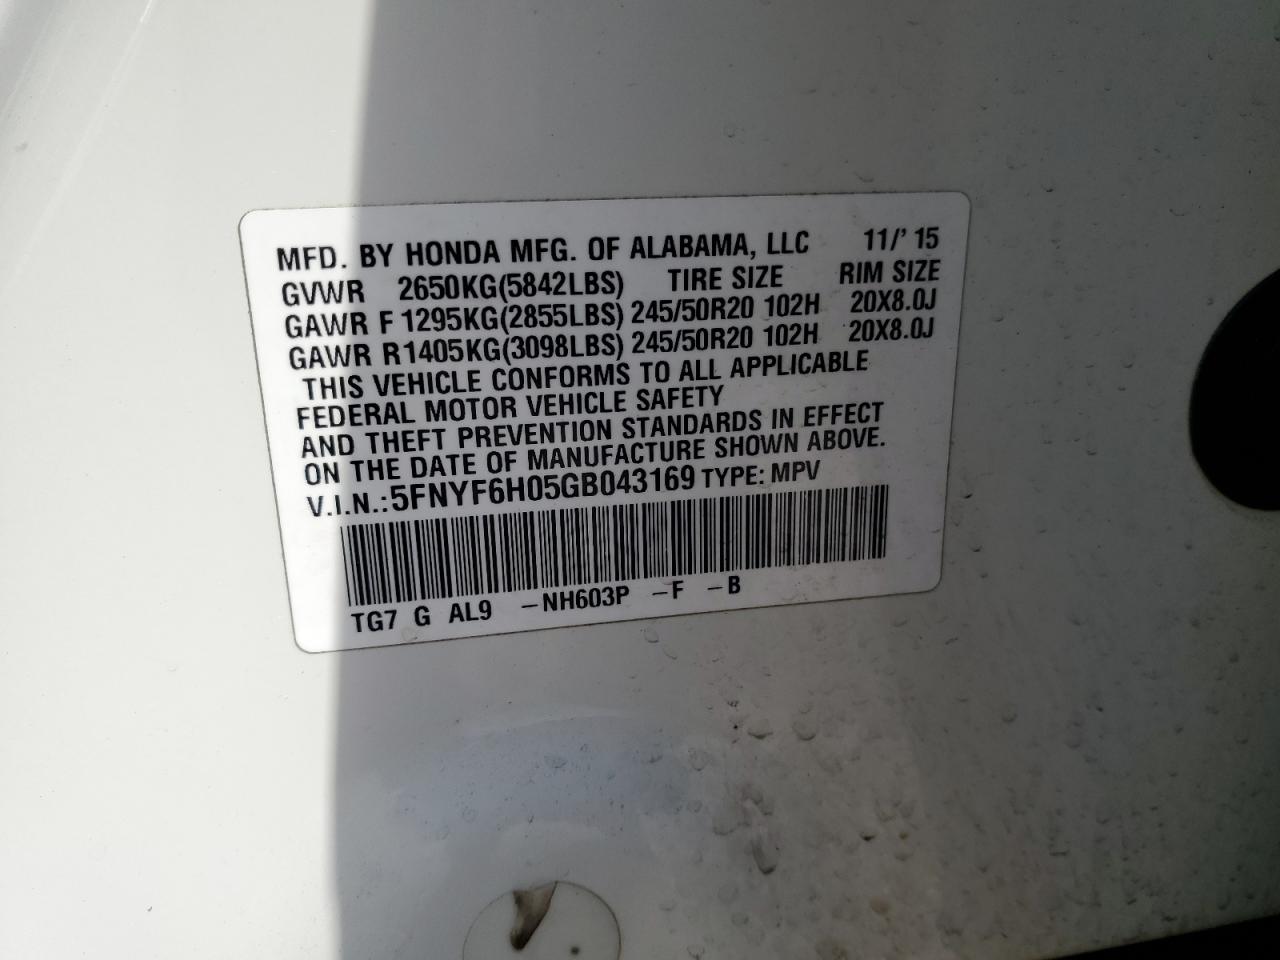 MFD. BY HONDA MFG. OF ALABAMA, LLC 11/'15
GVWR 2650KG(5842LBS) TIRE SIZE RIM SIZE
GAWR F 1295KG(2855LBS) 245/50R20 102H 20X8.0J
GAWR R1405KG(3098LBS) 245/50R20 102H 20X8.0J
THIS VEHICLE CONFORMS TO ALL APPLICABLE
FEDERAL MOTOR VEHICLE SAFETY
AND THEFT PREVENTION STANDARDS IN EFFECT
ON THE DATE OF MANUFACTURE SHOWN ABOVE.
V.I.N.:5FNYF6H05GB043169 TYPE: MPV
TG7 G AL9 -NH603P -F -B